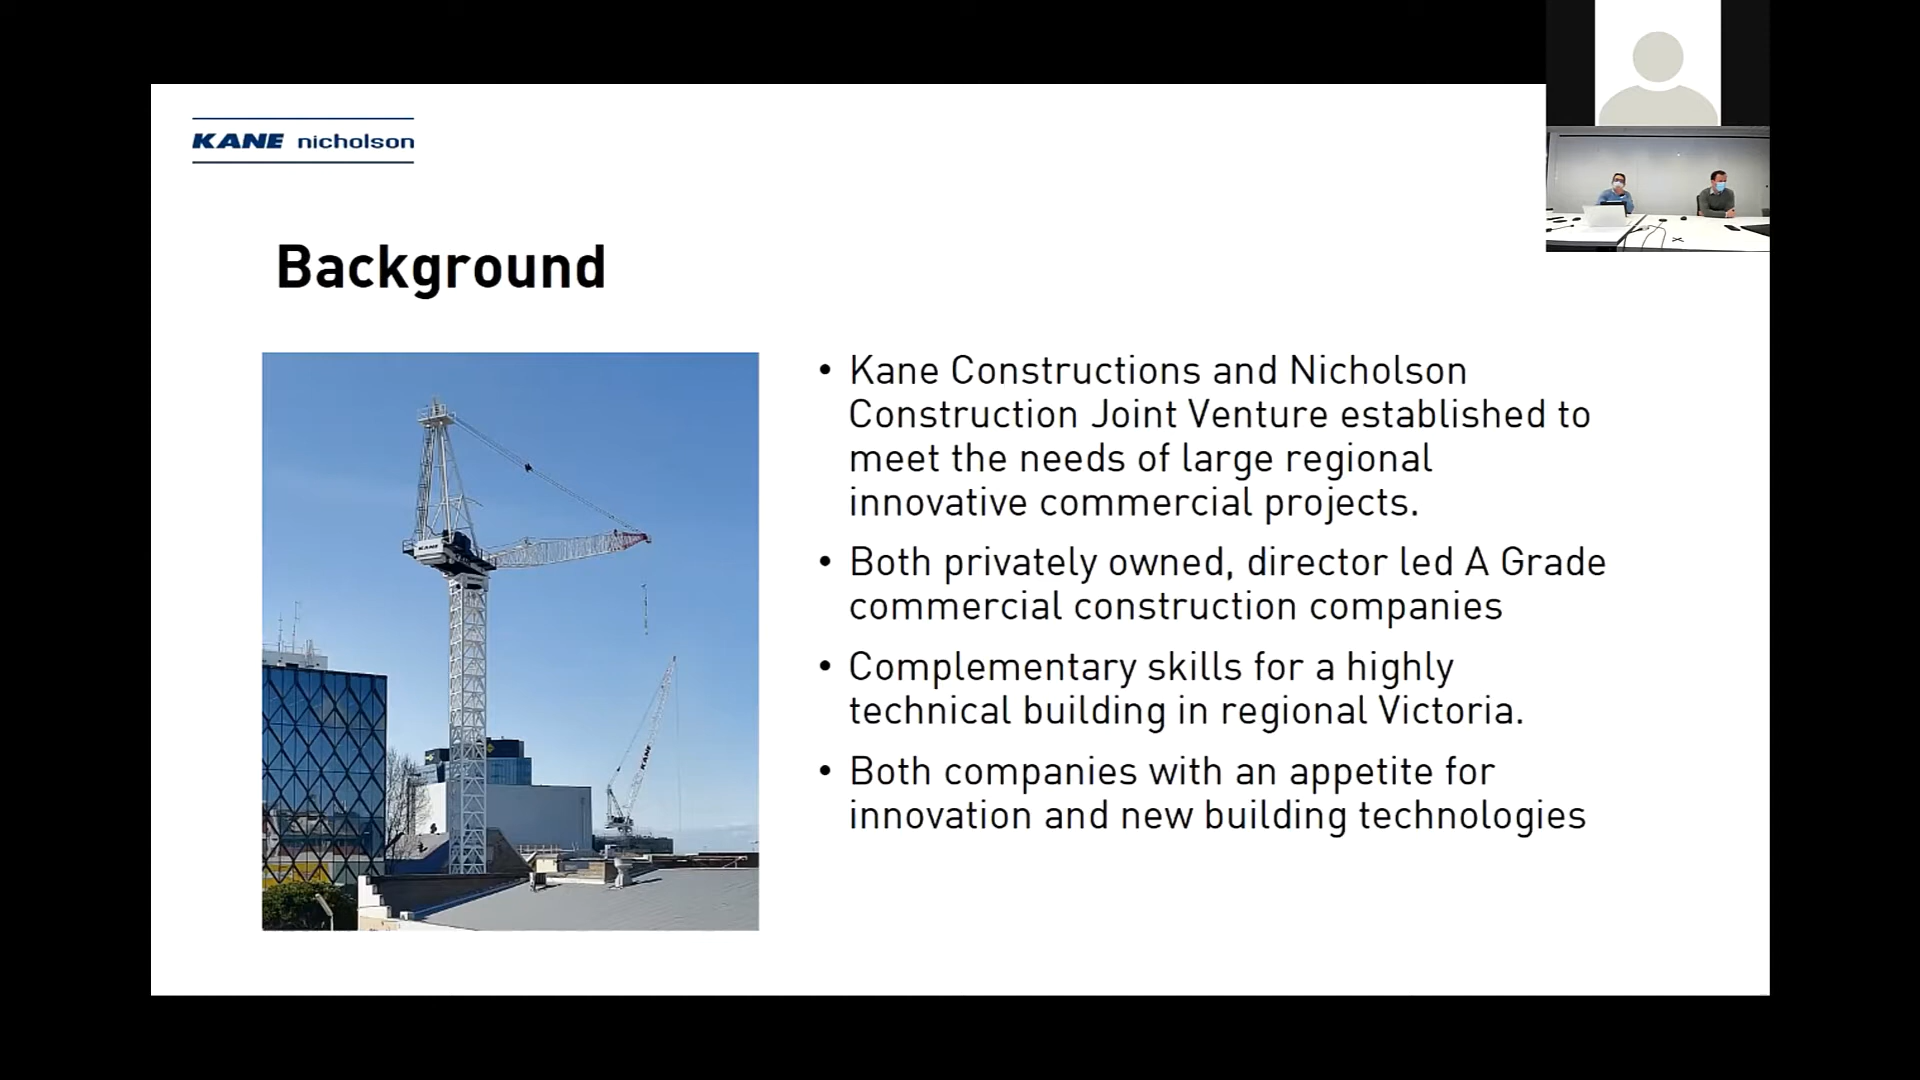 KANE nicholson
Background
• Kane Constructions and Nicholson
Construction Joint Venture established to
meet the needs of large regional
innovative commercial projects.
• Both privately owned, director led A Grade
commercial construction companies
• Complementary skills for a highly
technical building in regional Victoria.
• Both companies with an appetite for
innovation and new building technologies
KANE
KANE